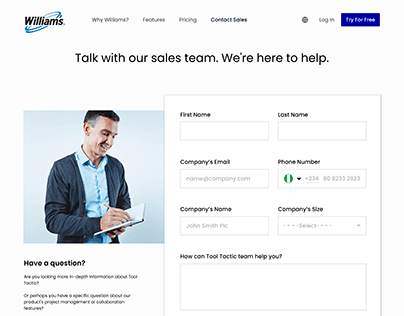 Williams.
Why Williams?
Features
Pricing
Contact Sales
Log In
Try For Free
Talk with our sales team. We're here to help.
First Name
Last Name
Company's Email
Phone Number
name@company.com
+234 80 8233 2823
Company's Name
Company's Size
John Smith Plc
----Select----
How can Tool Tactic team help you?
Have a question?
Are you looking more in-depth information about Tool
Tactic?
Or perhaps you have a specific question about our
product's project management or collaboration
features?